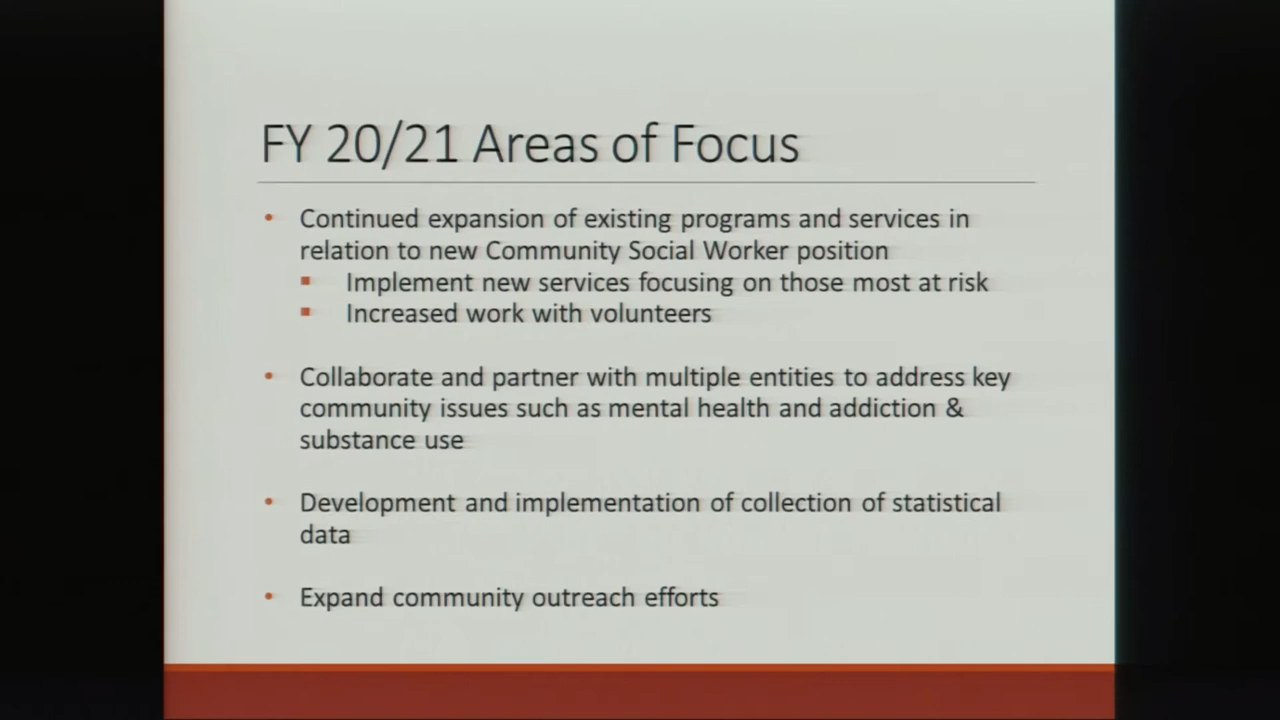 FY 20/21 Areas of Focus
• Continued expansion of existing programs and services in
relation to new Community Social Worker position
▪ Implement new services focusing on those most at risk
▪ Increased work with volunteers
• Collaborate and partner with multiple entities to address key
community issues such as mental health and addiction &
substance use
• Development and implementation of collection of statistical
data
• Expand community outreach efforts